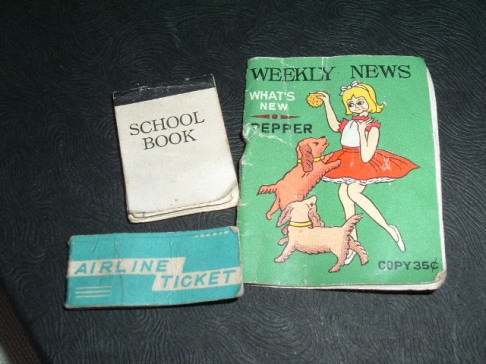 WEEKLY NEWS
WHAT'S
NEW
PEPPER
COPY 35¢
SCHOOL
BOOK
AIRLINE
TICKET